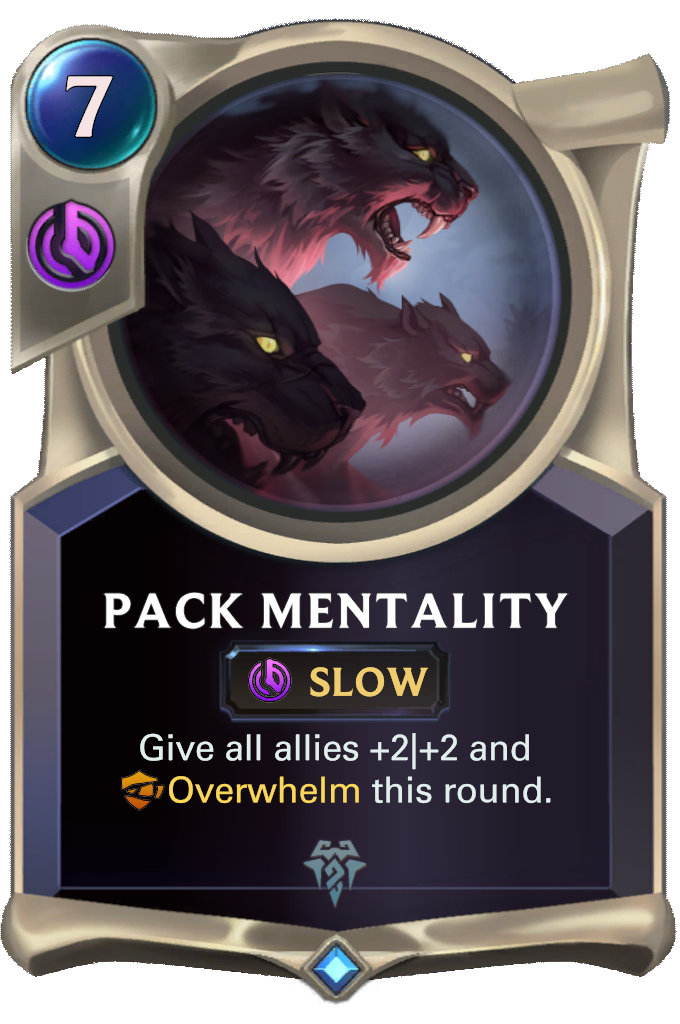 7
PACK MENTALITY
SLOW
Give all allies +2|+2 and
Overwhelm this round.